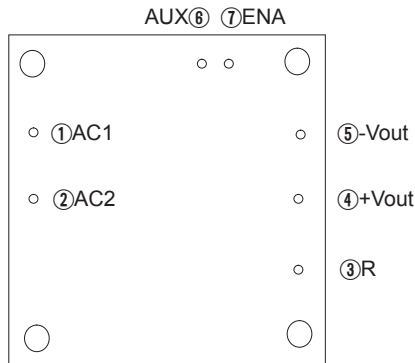 AUX⑥ ⑦ENA
①AC1
⑤-Vout
②AC2
④+Vout
③R